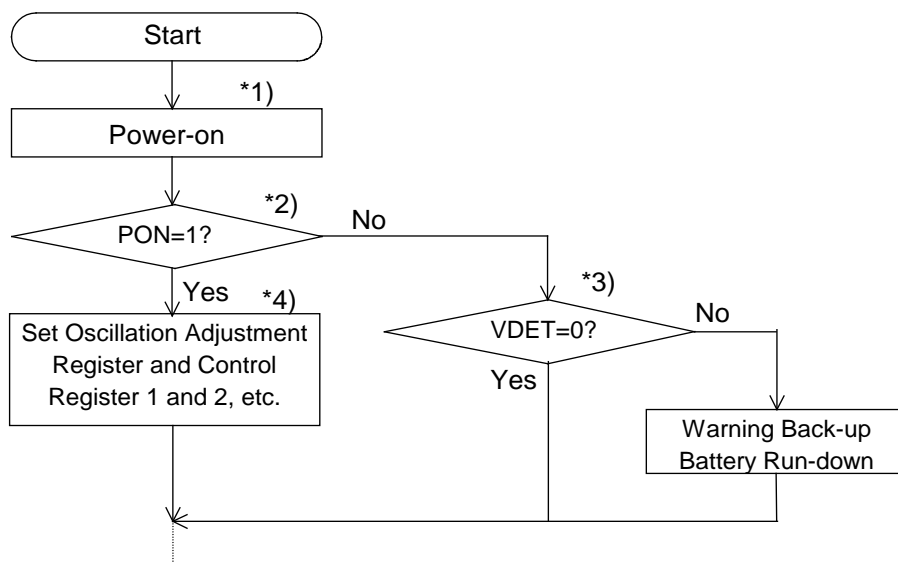 Start
*1)
Power-on
*2)
No
PON=1?
Yes
*4)
*3)
No
VDET=0?
Yes
Set Oscillation Adjustment
Register and Control
Register 1 and 2, etc.
Warning Back-up
Battery Run-down